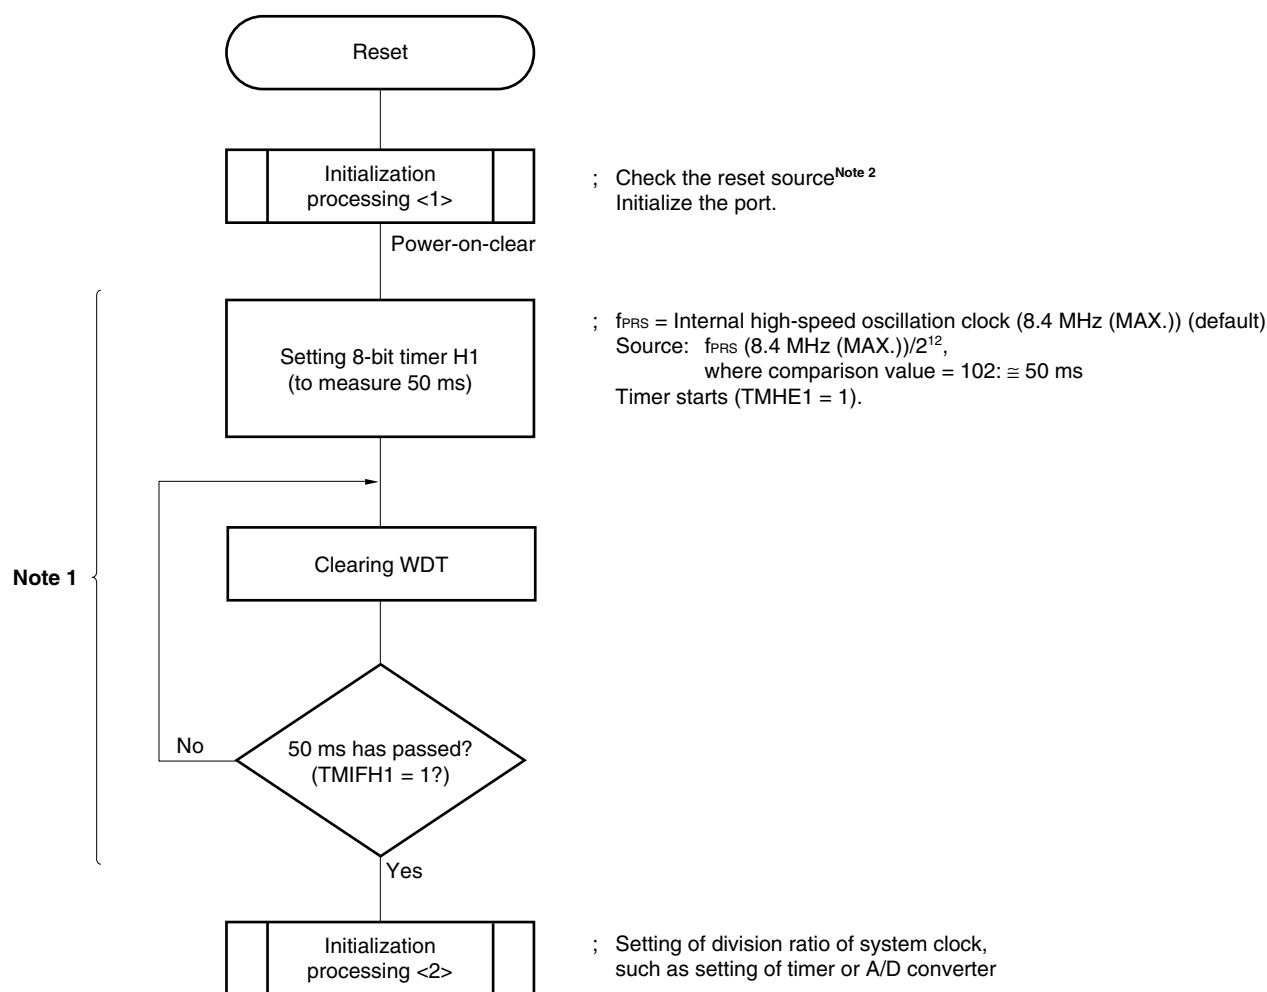 Reset
Initialization
processing <1>
; Check the reset sourceNote 2
Initialize the port.
Power-on-clear
Setting 8-bit timer H1
(to measure 50 ms)
; fPRS = Internal high-speed oscillation clock (8.4 MHz (MAX.)) (default)
Source: fPRS (8.4 MHz (MAX.))/2¹²,
where comparison value = 102: ≅ 50 ms
Timer starts (TMHE1 = 1).
Note 1
Clearing WDT
50 ms has passed?
(TMIFH1 = 1?)
No
Yes
Initialization
processing <2>
; Setting of division ratio of system clock,
such as setting of timer or A/D converter